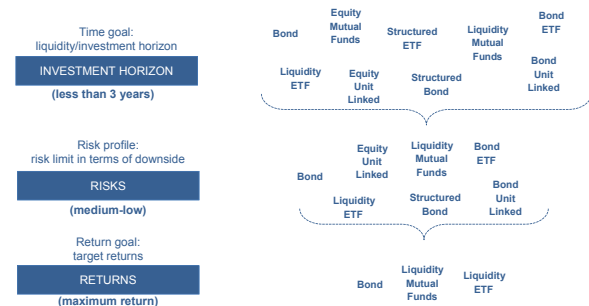 Time goal:
liquidity/investment horizon
INVESTMENT HORIZON
(less than 3 years)
Bond
Equity
Mutual
Funds
Structured
ETF
Liquidity
Mutual
Funds
Bond
ETF
Liquidity
ETF
Equity
Unit
Linked
Structured
Bond
Bond
Unit
Linked
Risk profile:
risk limit in terms of downside
RISKS
(medium-low)
Bond
Equity
Unit
Linked
Liquidity
Mutual
Funds
Bond
ETF
Liquidity
ETF
Structured
Bond
Bond
Unit
Linked
Return goal:
target returns
RETURNS
(maximum return)
Bond
Liquidity
Mutual
Funds
Liquidity
ETF